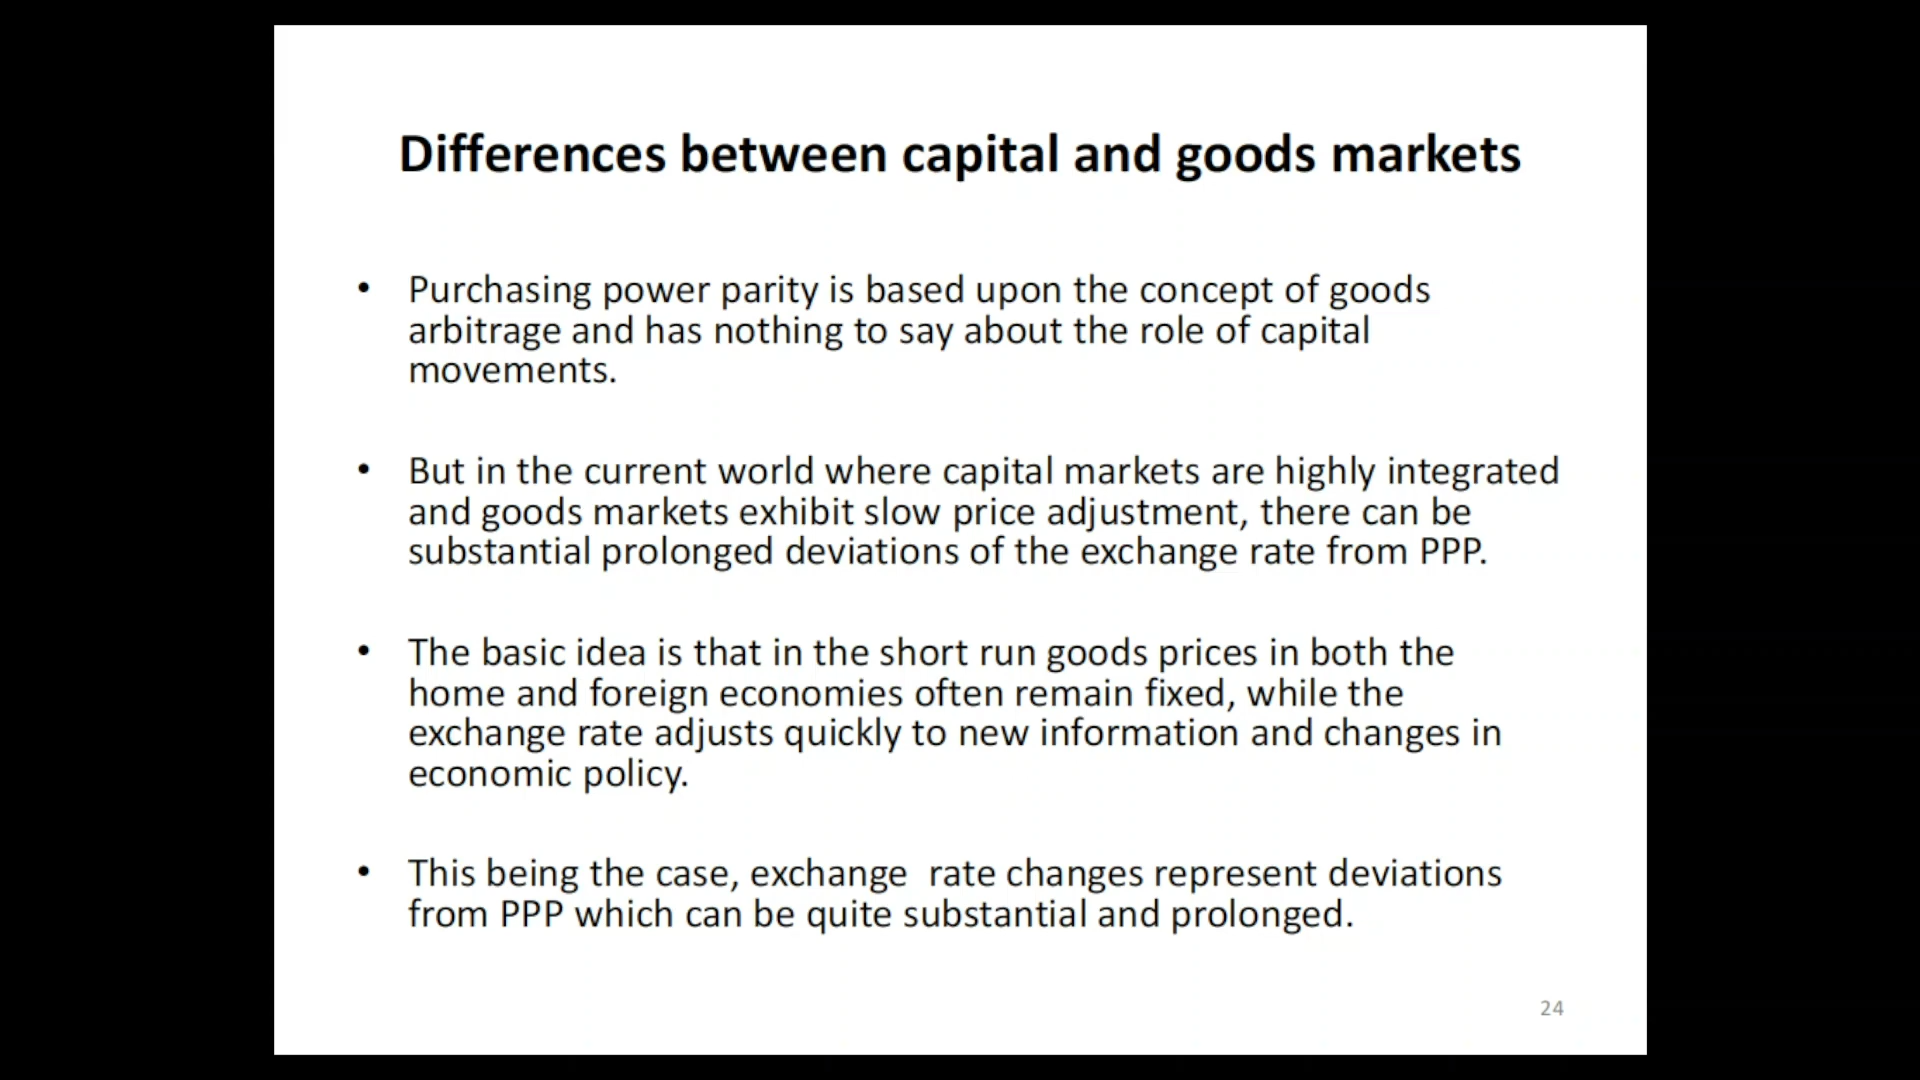 Differences between capital and goods markets
• Purchasing power parity is based upon the concept of goods
arbitrage and has nothing to say about the role of capital
movements.
• But in the current world where capital markets are highly integrated
and goods markets exhibit slow price adjustment, there can be
substantial prolonged deviations of the exchange rate from PPP.
• The basic idea is that in the short run goods prices in both the
home and foreign economies often remain fixed, while the
exchange rate adjusts quickly to new information and changes in
economic policy.
• This being the case, exchange  rate changes represent deviations
from PPP which can be quite substantial and prolonged.
24